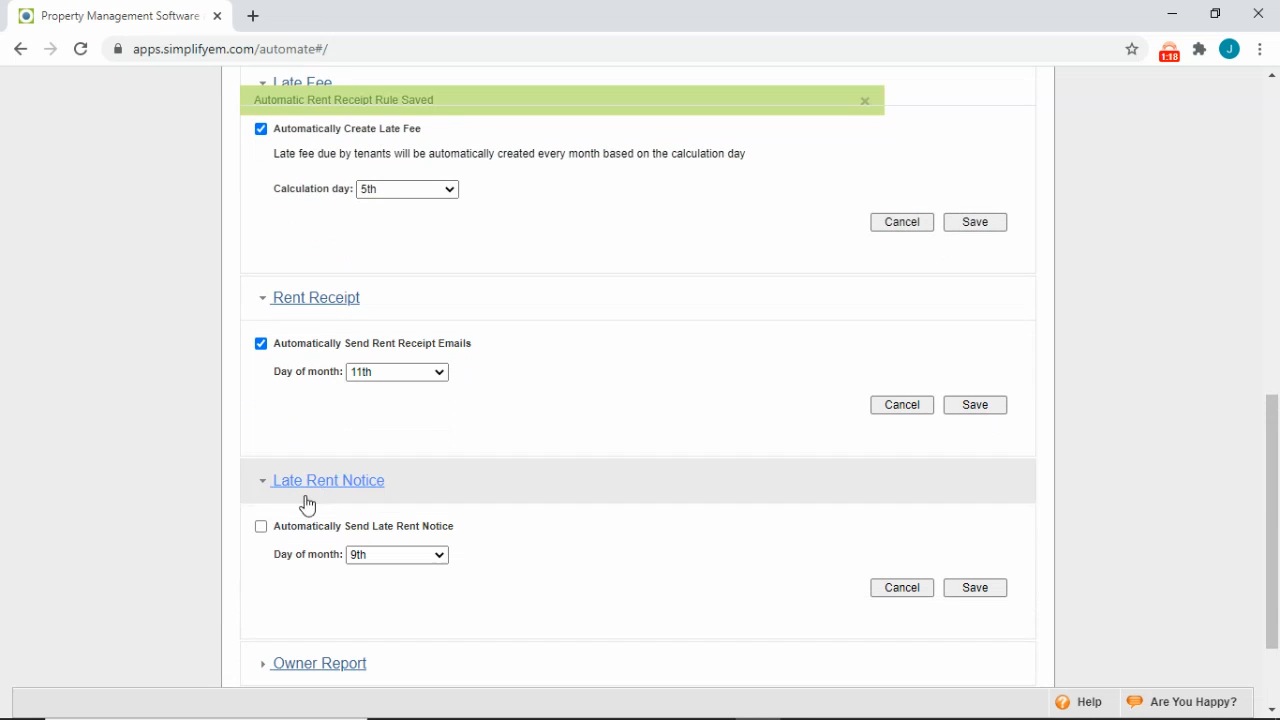 Property Management Software
apps.simplifyem.com/automate#/
1:18
J
Late Fee
Automatic Rent Receipt Rule Saved
Automatically Create Late Fee
Late fee due by tenants will be automatically created every month based on the calculation day
Calculation day: 5th
Cancel Save
Rent Receipt
Automatically Send Rent Receipt Emails
Day of month: 11th
Cancel Save
Late Rent Notice
Automatically Send Late Rent Notice
Day of month: 9th
Cancel Save
Owner Report
Help Are You Happy?